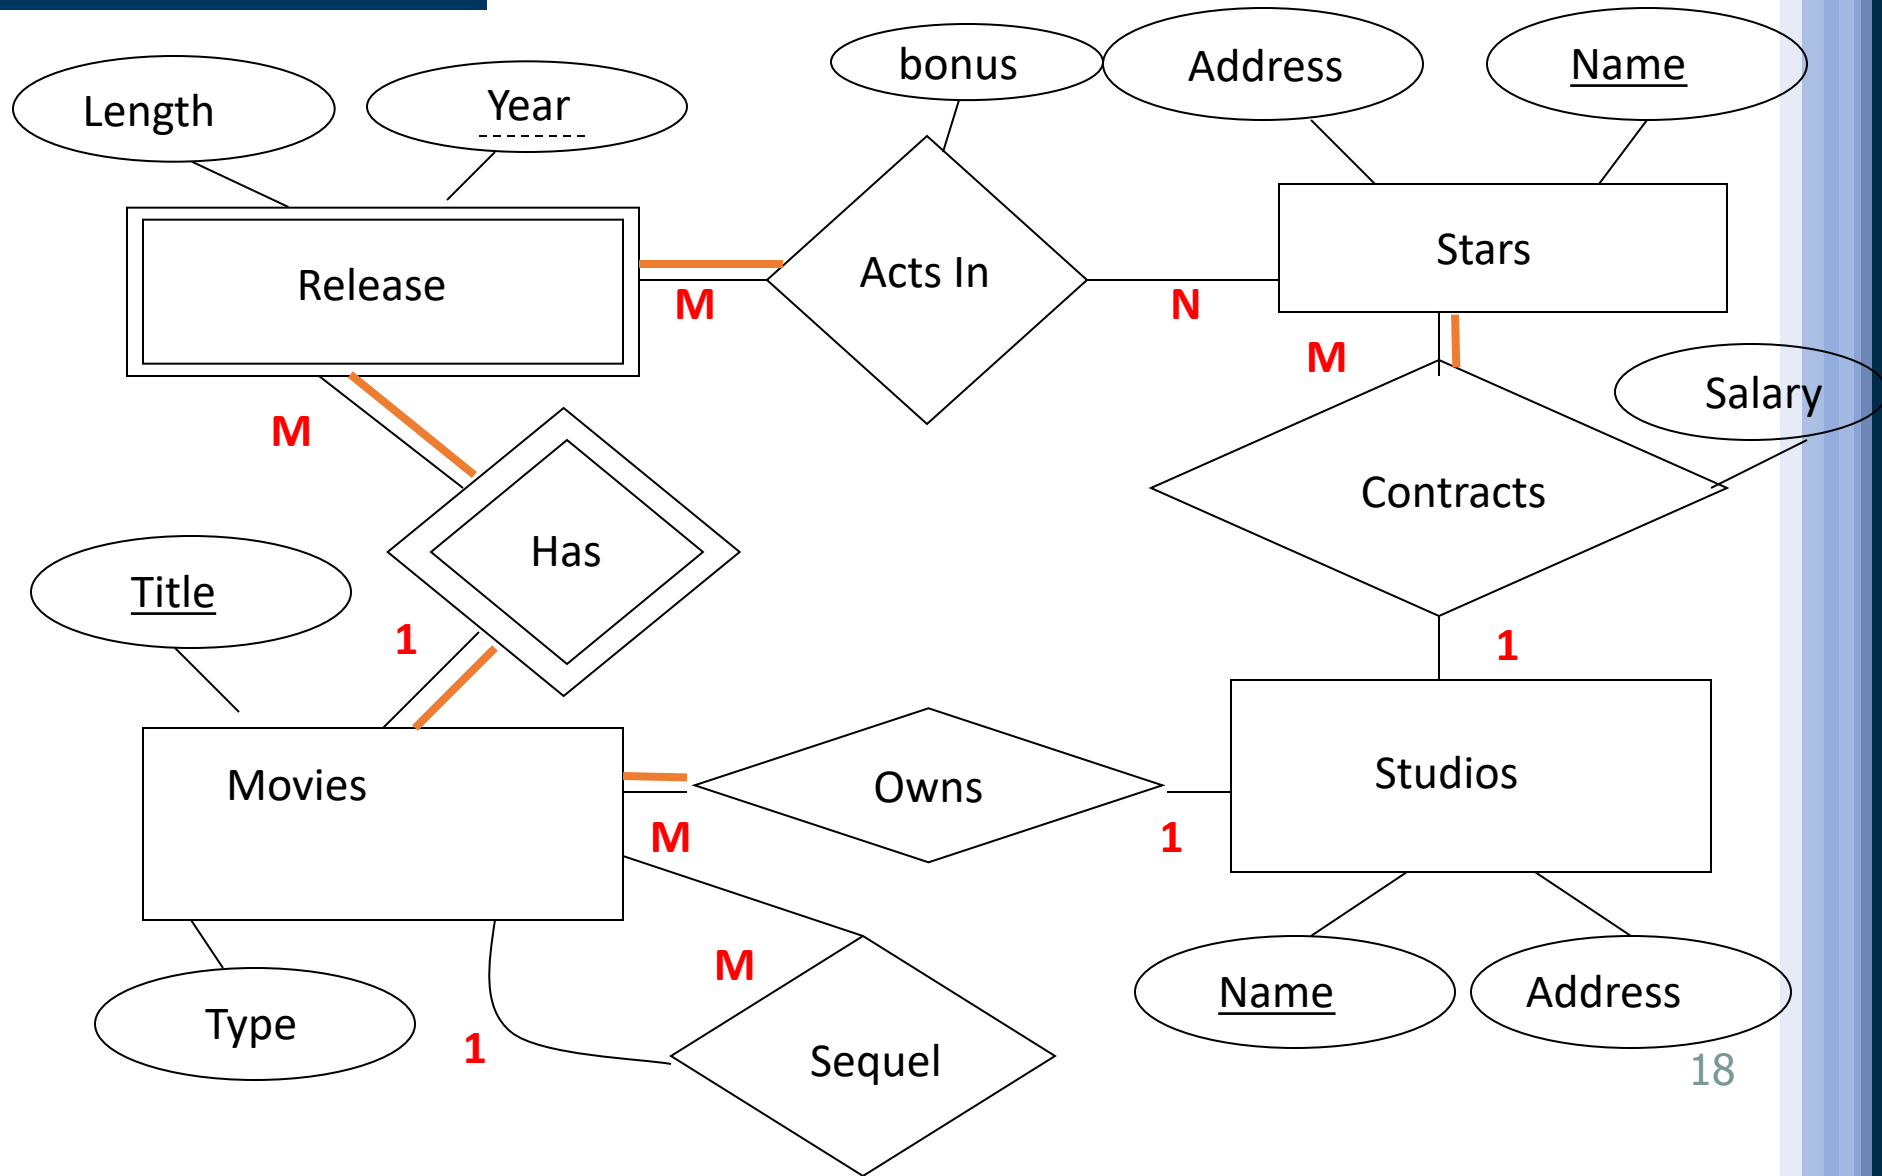 bonus
Address
Name
Length
Year
Acts In
Stars
Release
M
N
M
Salary
M
Contracts
Has
Title
1
1
Movies
Owns
Studios
M
1
M
Name
Address
Type
1
Sequel
18